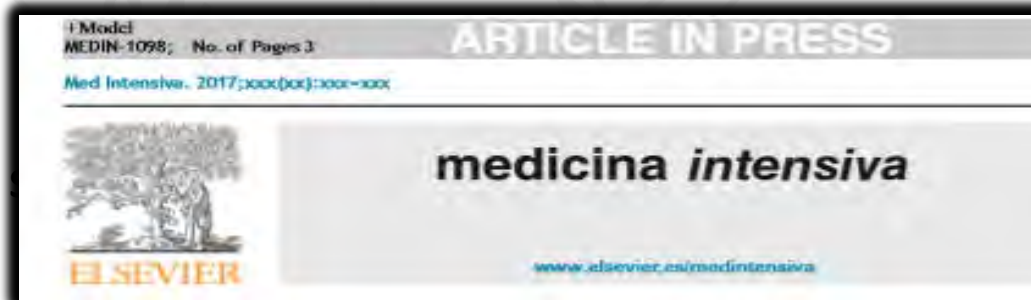 +Model
MEDIN-1098; No. of Pages 3
ARTICLE IN PRESS
Med Intensiva. 2017;xxx(xx):xxx-xxx
medicina intensiva
ELSEVIER
www.elsevier.es/medintensiva